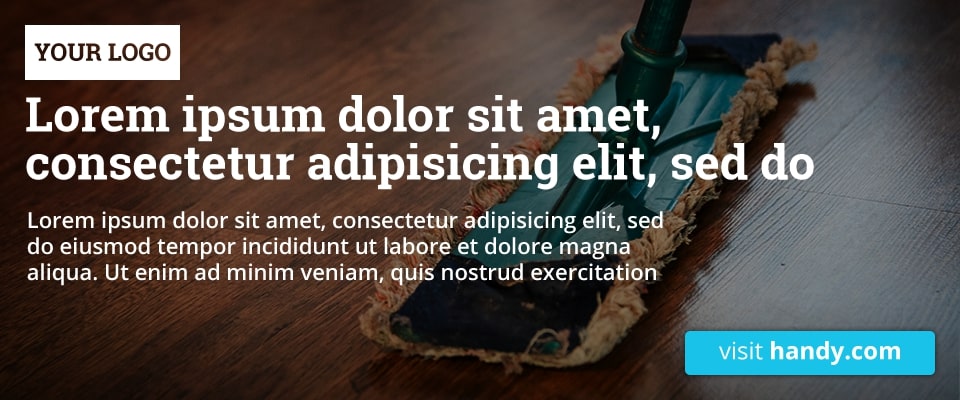 YOUR LOGO
Lorem ipsum dolor sit amet,
consectetur adipisicing elit, sed do
Lorem ipsum dolor sit amet, consectetur adipisicing elit, sed
do eiusmod tempor incididunt ut labore et dolore magna
aliqua. Ut enim ad minim veniam, quis nostrud exercitation
visit handy.com